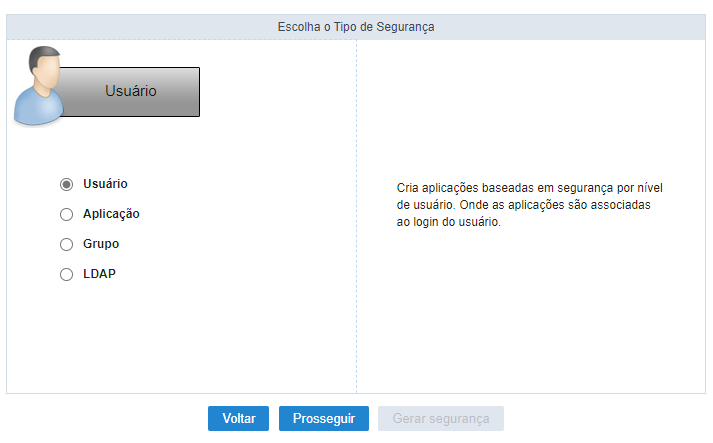 Escolha o Tipo de Segurança
Usuário
Usuário
Aplicação
Grupo
LDAP
Cria aplicações baseadas em segurança por nível
de usuário. Onde as aplicações são associadas
ao login do usuário.
Voltar
Prosseguir
Gerar segurança